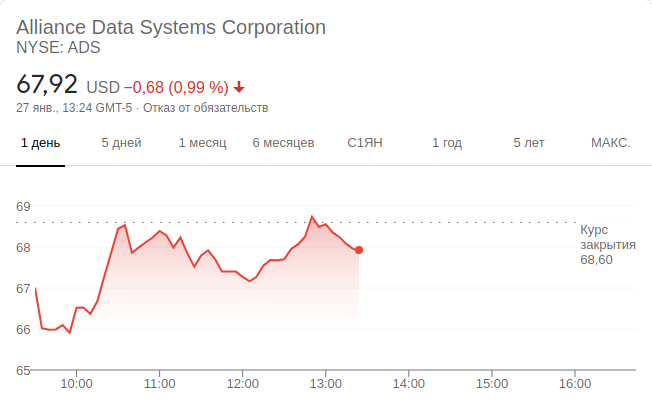 Alliance Data Systems Corporation
NYSE: ADS
67,92 USD −0,68 (0,99 %)
27 янв., 13:24 GMT-5 · Отказ от обязательств
1 день 5 дней 1 месяц 6 месяцев С1ЯН 1 год 5 лет МАКС.
69
Курс
закрытия
68,60
68
67
66
65
10:00 11:00 12:00 13:00 14:00 15:00 16:00